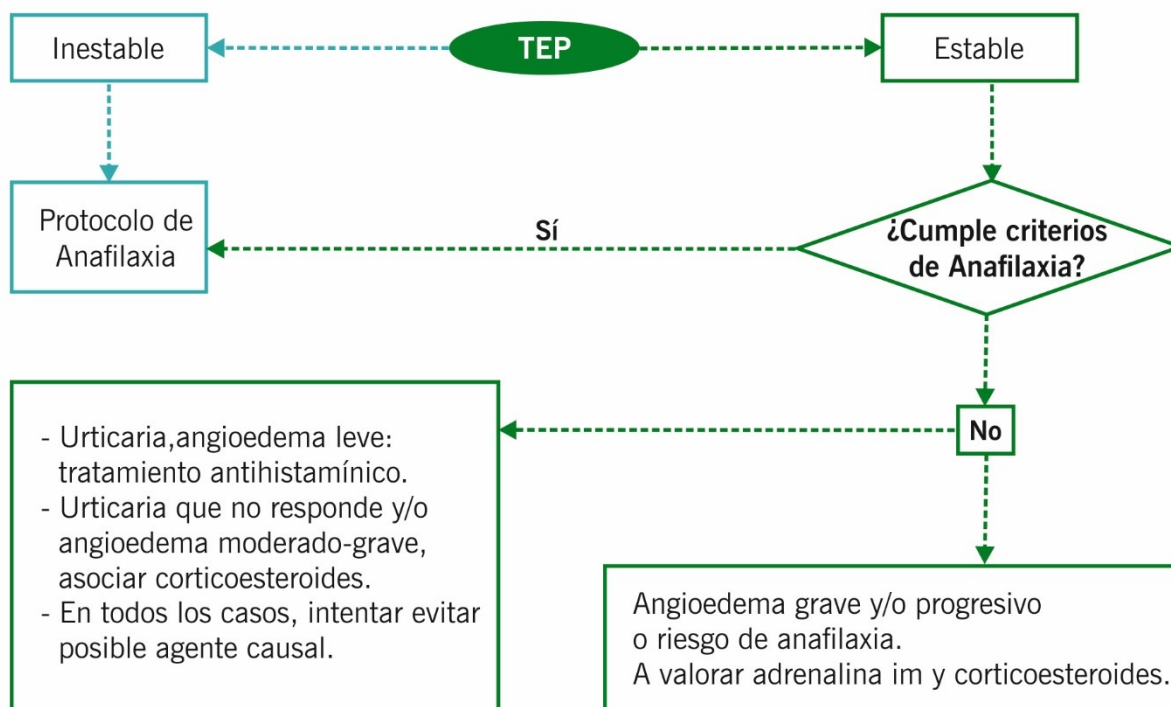 Inestable
TEP
Estable
Protocolo de
Anafilaxia
Sí
¿Cumple criterios
de Anafilaxia?
No
- Urticaria,angioedema leve:
tratamiento antihistamínico.
- Urticaria que no responde y/o
angioedema moderado-grave,
asociar corticoesteroides.
- En todos los casos, intentar evitar
posible agente causal.
Angioedema grave y/o progresivo
o riesgo de anafilaxia.
A valorar adrenalina im y corticoesteroides.